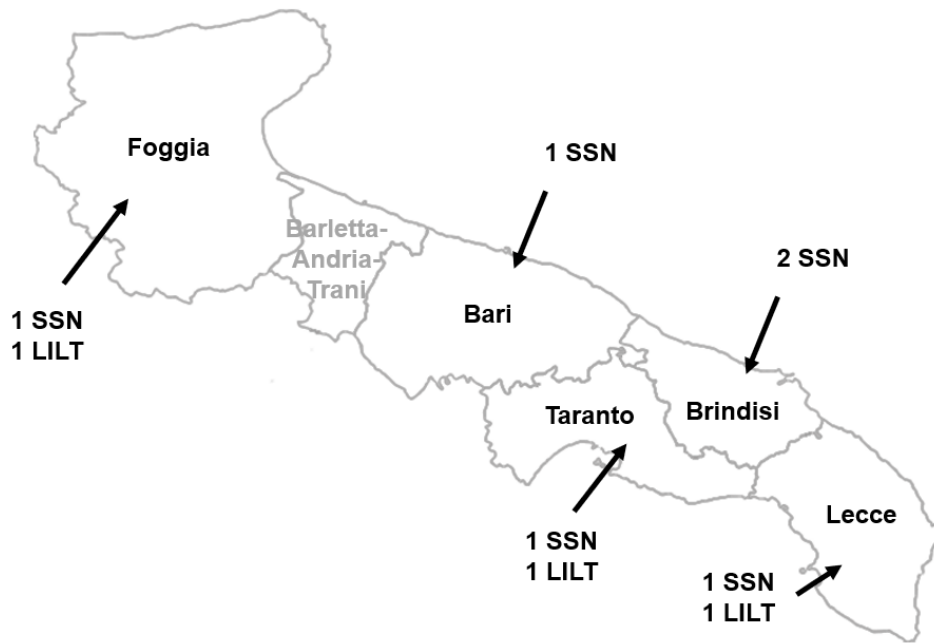 Foggia
1 SSN
1 LILT
Barletta-
Andria-
Trani
1 SSN
Bari
2 SSN
Brindisi
Taranto
1 SSN
1 LILT
Lecce
1 SSN
1 LILT